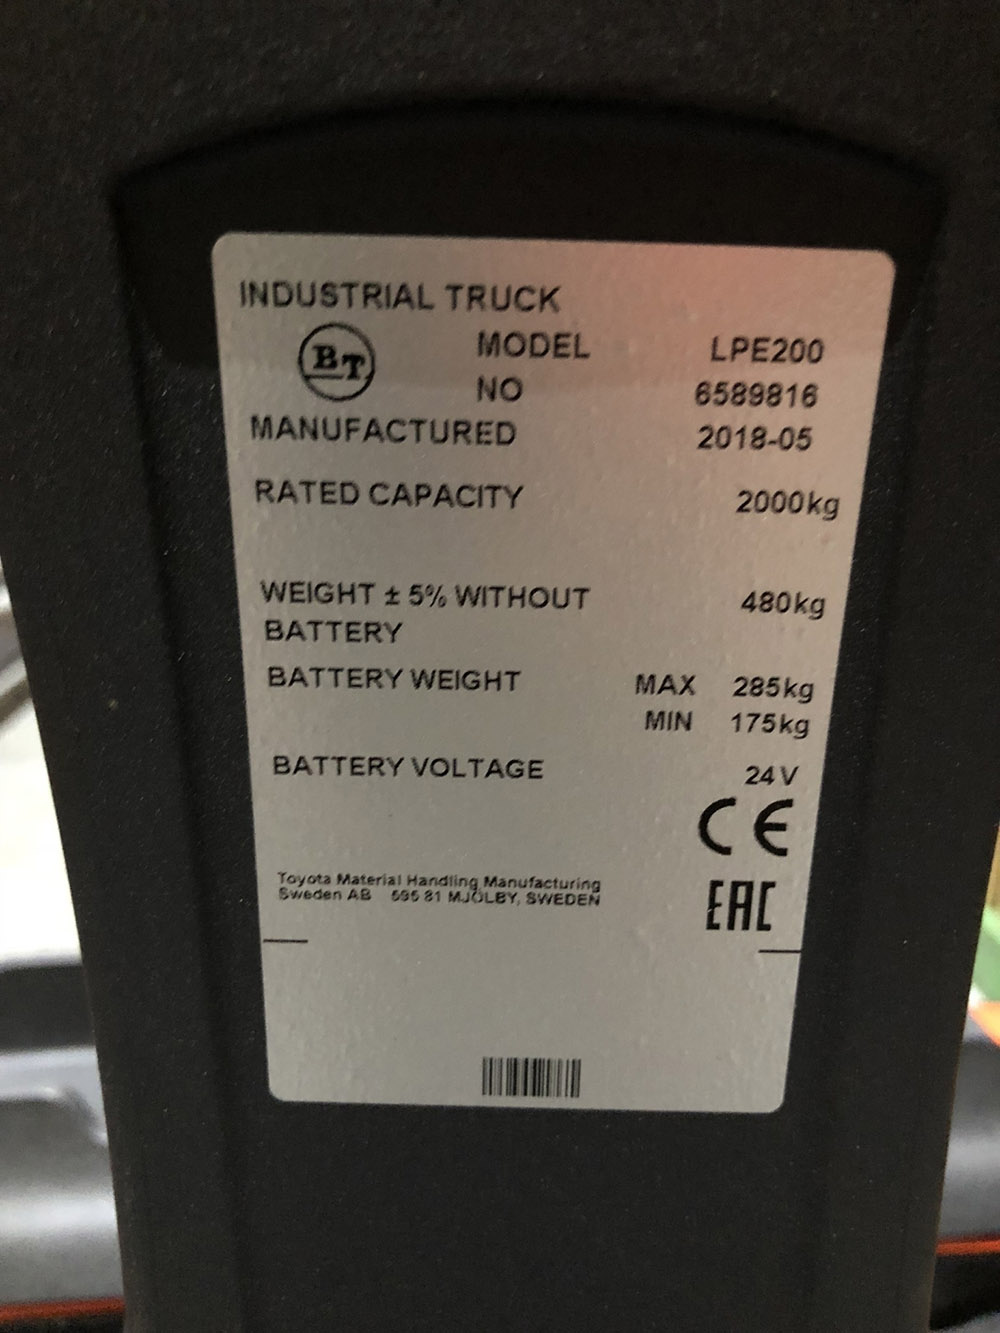 INDUSTRIAL TRUCK
BT MODEL LPE200
NO 6589816
MANUFACTURED 2018-05
RATED CAPACITY 2000kg
WEIGHT ± 5% WITHOUT 480kg
BATTERY
BATTERY WEIGHT MAX 285kg
MIN 175kg
BATTERY VOLTAGE 24V
CE
Toyota Material Handling Manufacturing
Sweden AB 595 81 MJÖLBY, SWEDEN
EAC